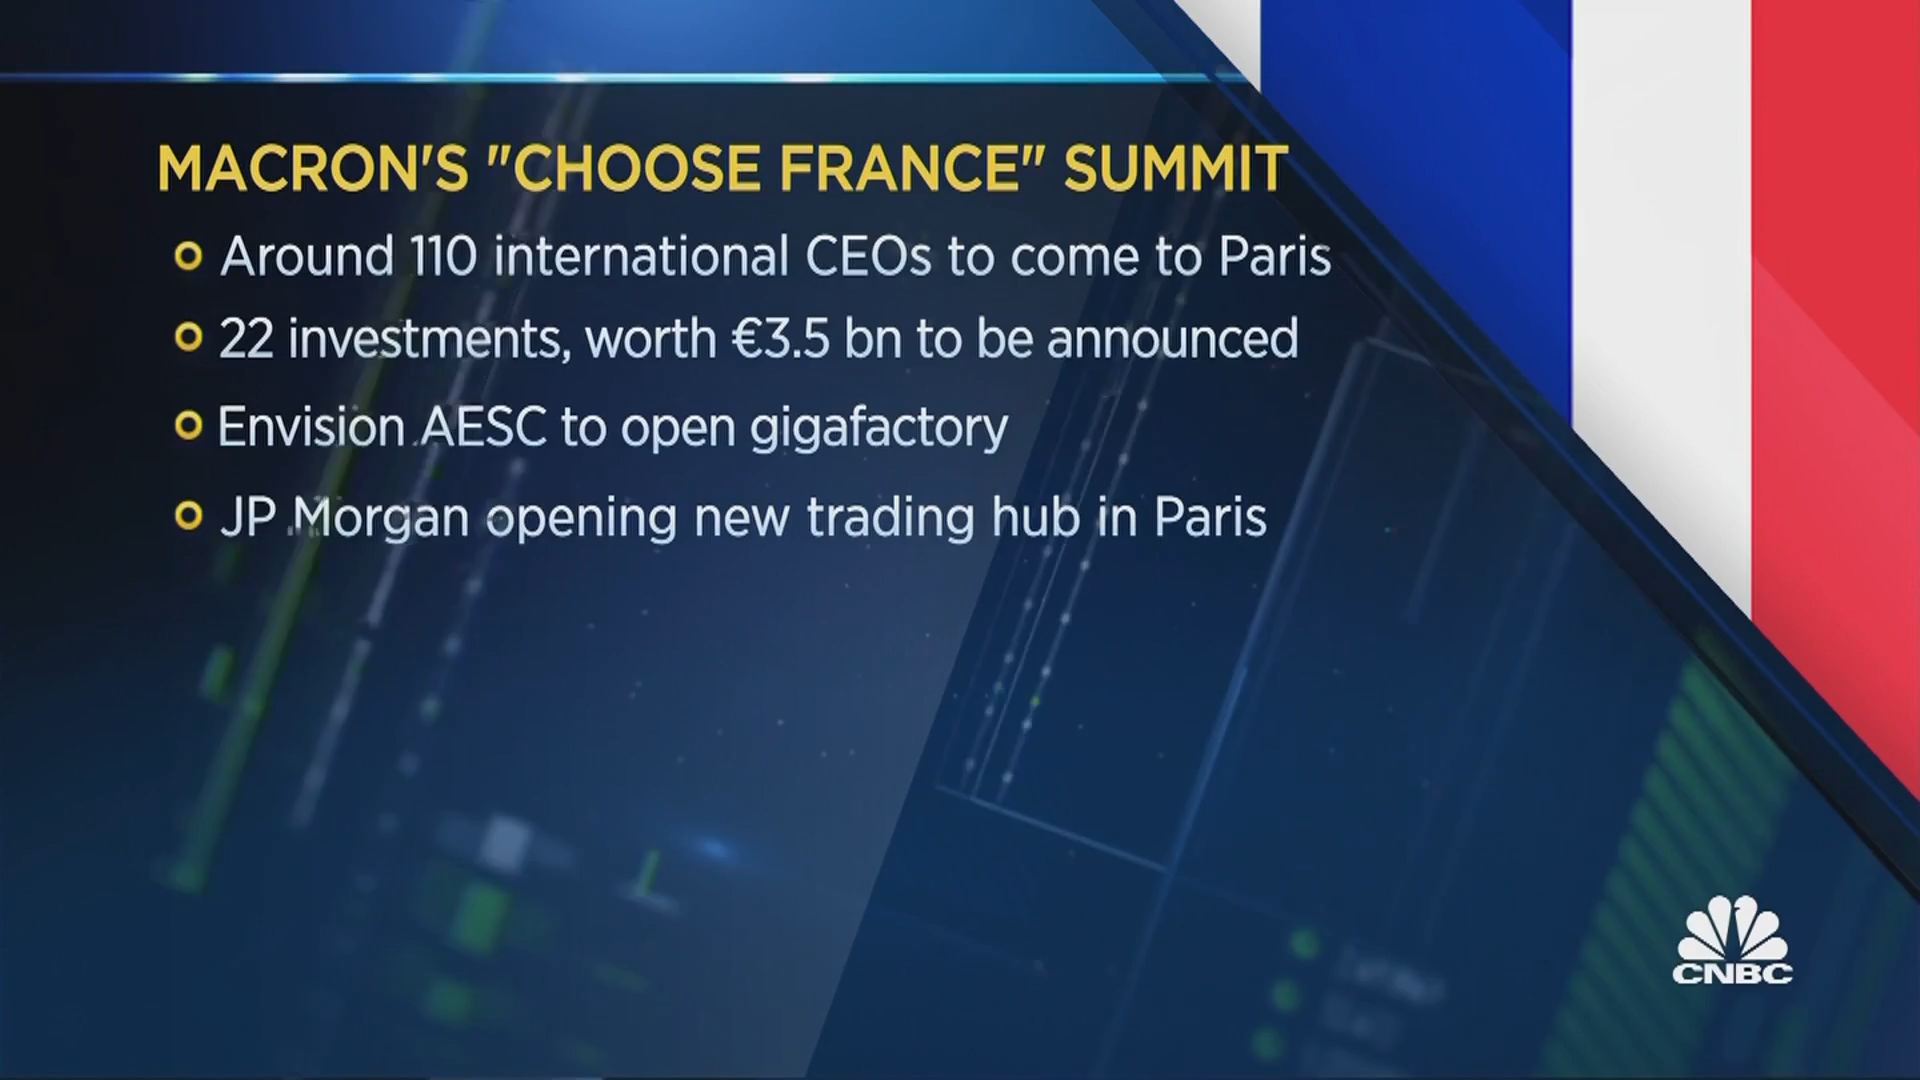 MACRON'S "CHOOSE FRANCE" SUMMIT
Around 110 international CEOs to come to Paris
22 investments, worth €3.5 bn to be announced
Envision AESC to open gigafactory
JP Morgan opening new trading hub in Paris
CNBC